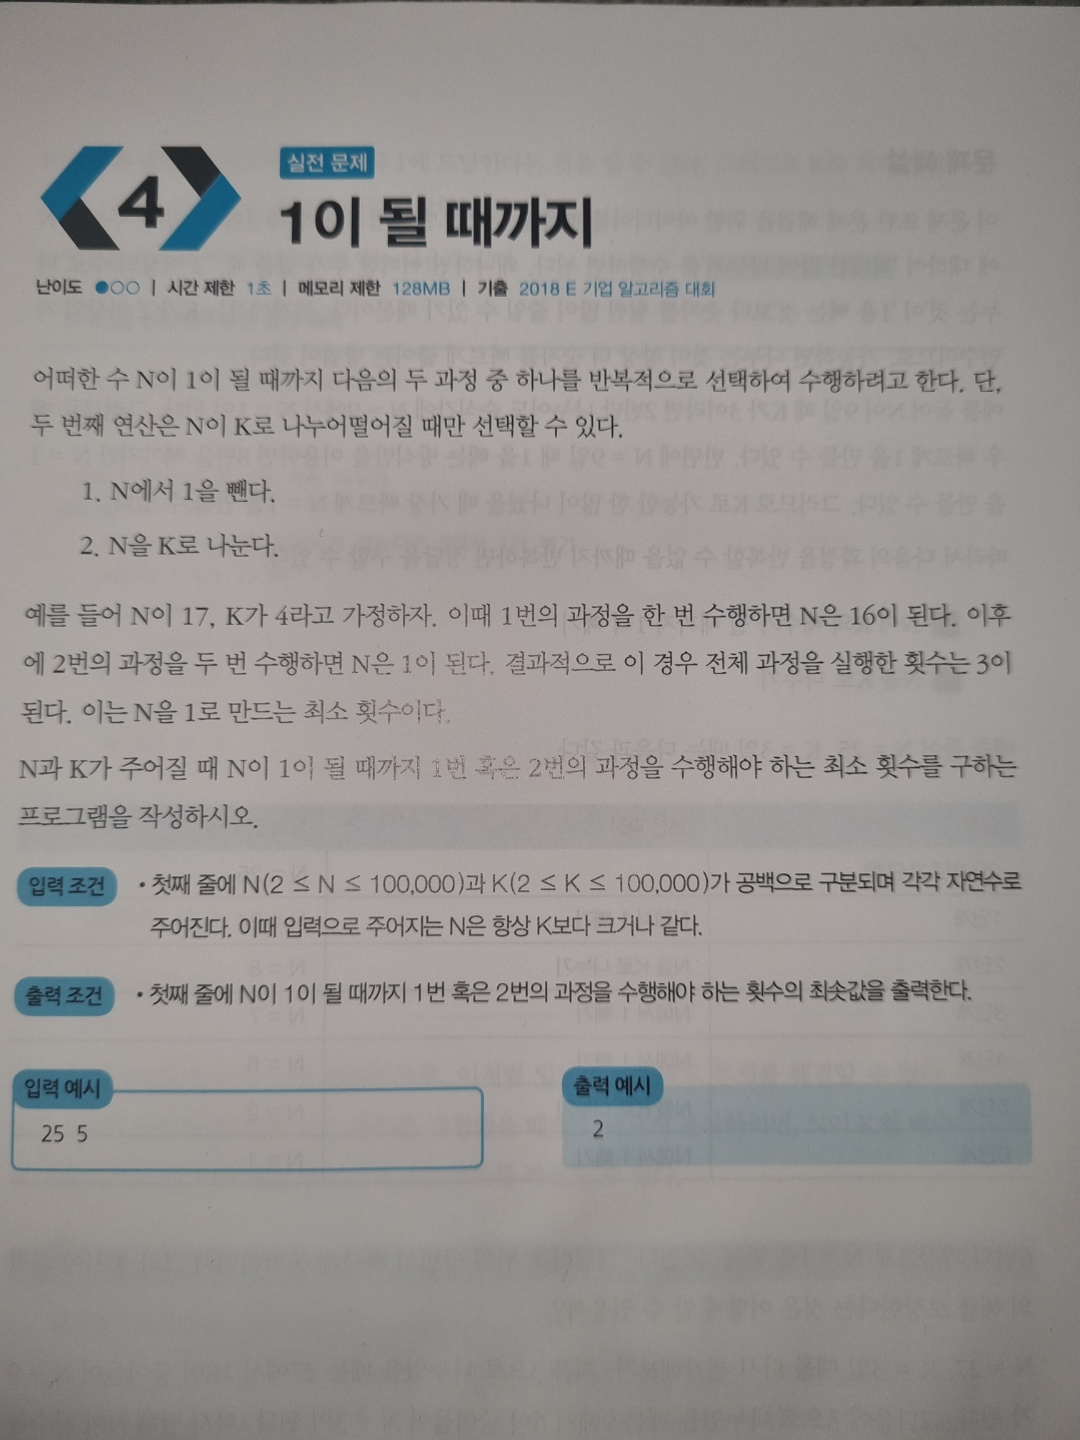 4
실전 문제
1이 될 때까지
난이도 ●○○ | 시간 제한 1초 | 메모리 제한 128MB | 기출 2018 E 기업 알고리즘 대회
어떠한 수 N이 1이 될 때까지 다음의 두 과정 중 하나를 반복적으로 선택하여 수행하려고 한다. 단,
두 번째 연산은 N이 K로 나누어떨어질 때만 선택할 수 있다.
1. N에서 1을 뺀다.
2. N을 K로 나눈다.
예를 들어 N이 17, K가 4라고 가정하자. 이때 1번의 과정을 한 번 수행하면 N은 16이 된다. 이후
에 2번의 과정을 두 번 수행하면 N은 1이 된다. 결과적으로 이 경우 전체 과정을 실행한 횟수는 3이
된다. 이는 N을 1로 만드는 최소 횟수이다.
N과 K가 주어질 때 N이 1이 될 때까지 1번 혹은 2번의 과정을 수행해야 하는 최소 횟수를 구하는
프로그램을 작성하시오.
입력 조건 • 첫째 줄에 N(2 ≤ N ≤ 100,000)과 K(2 ≤ K ≤ 100,000)가 공백으로 구분되며 각각 자연수로
주어진다. 이때 입력으로 주어지는 N은 항상 K보다 크거나 같다.
출력 조건 • 첫째 줄에 N이 1이 될 때까지 1번 혹은 2번의 과정을 수행해야 하는 횟수의 최솟값을 출력한다.
입력 예시
25 5
출력 예시
2